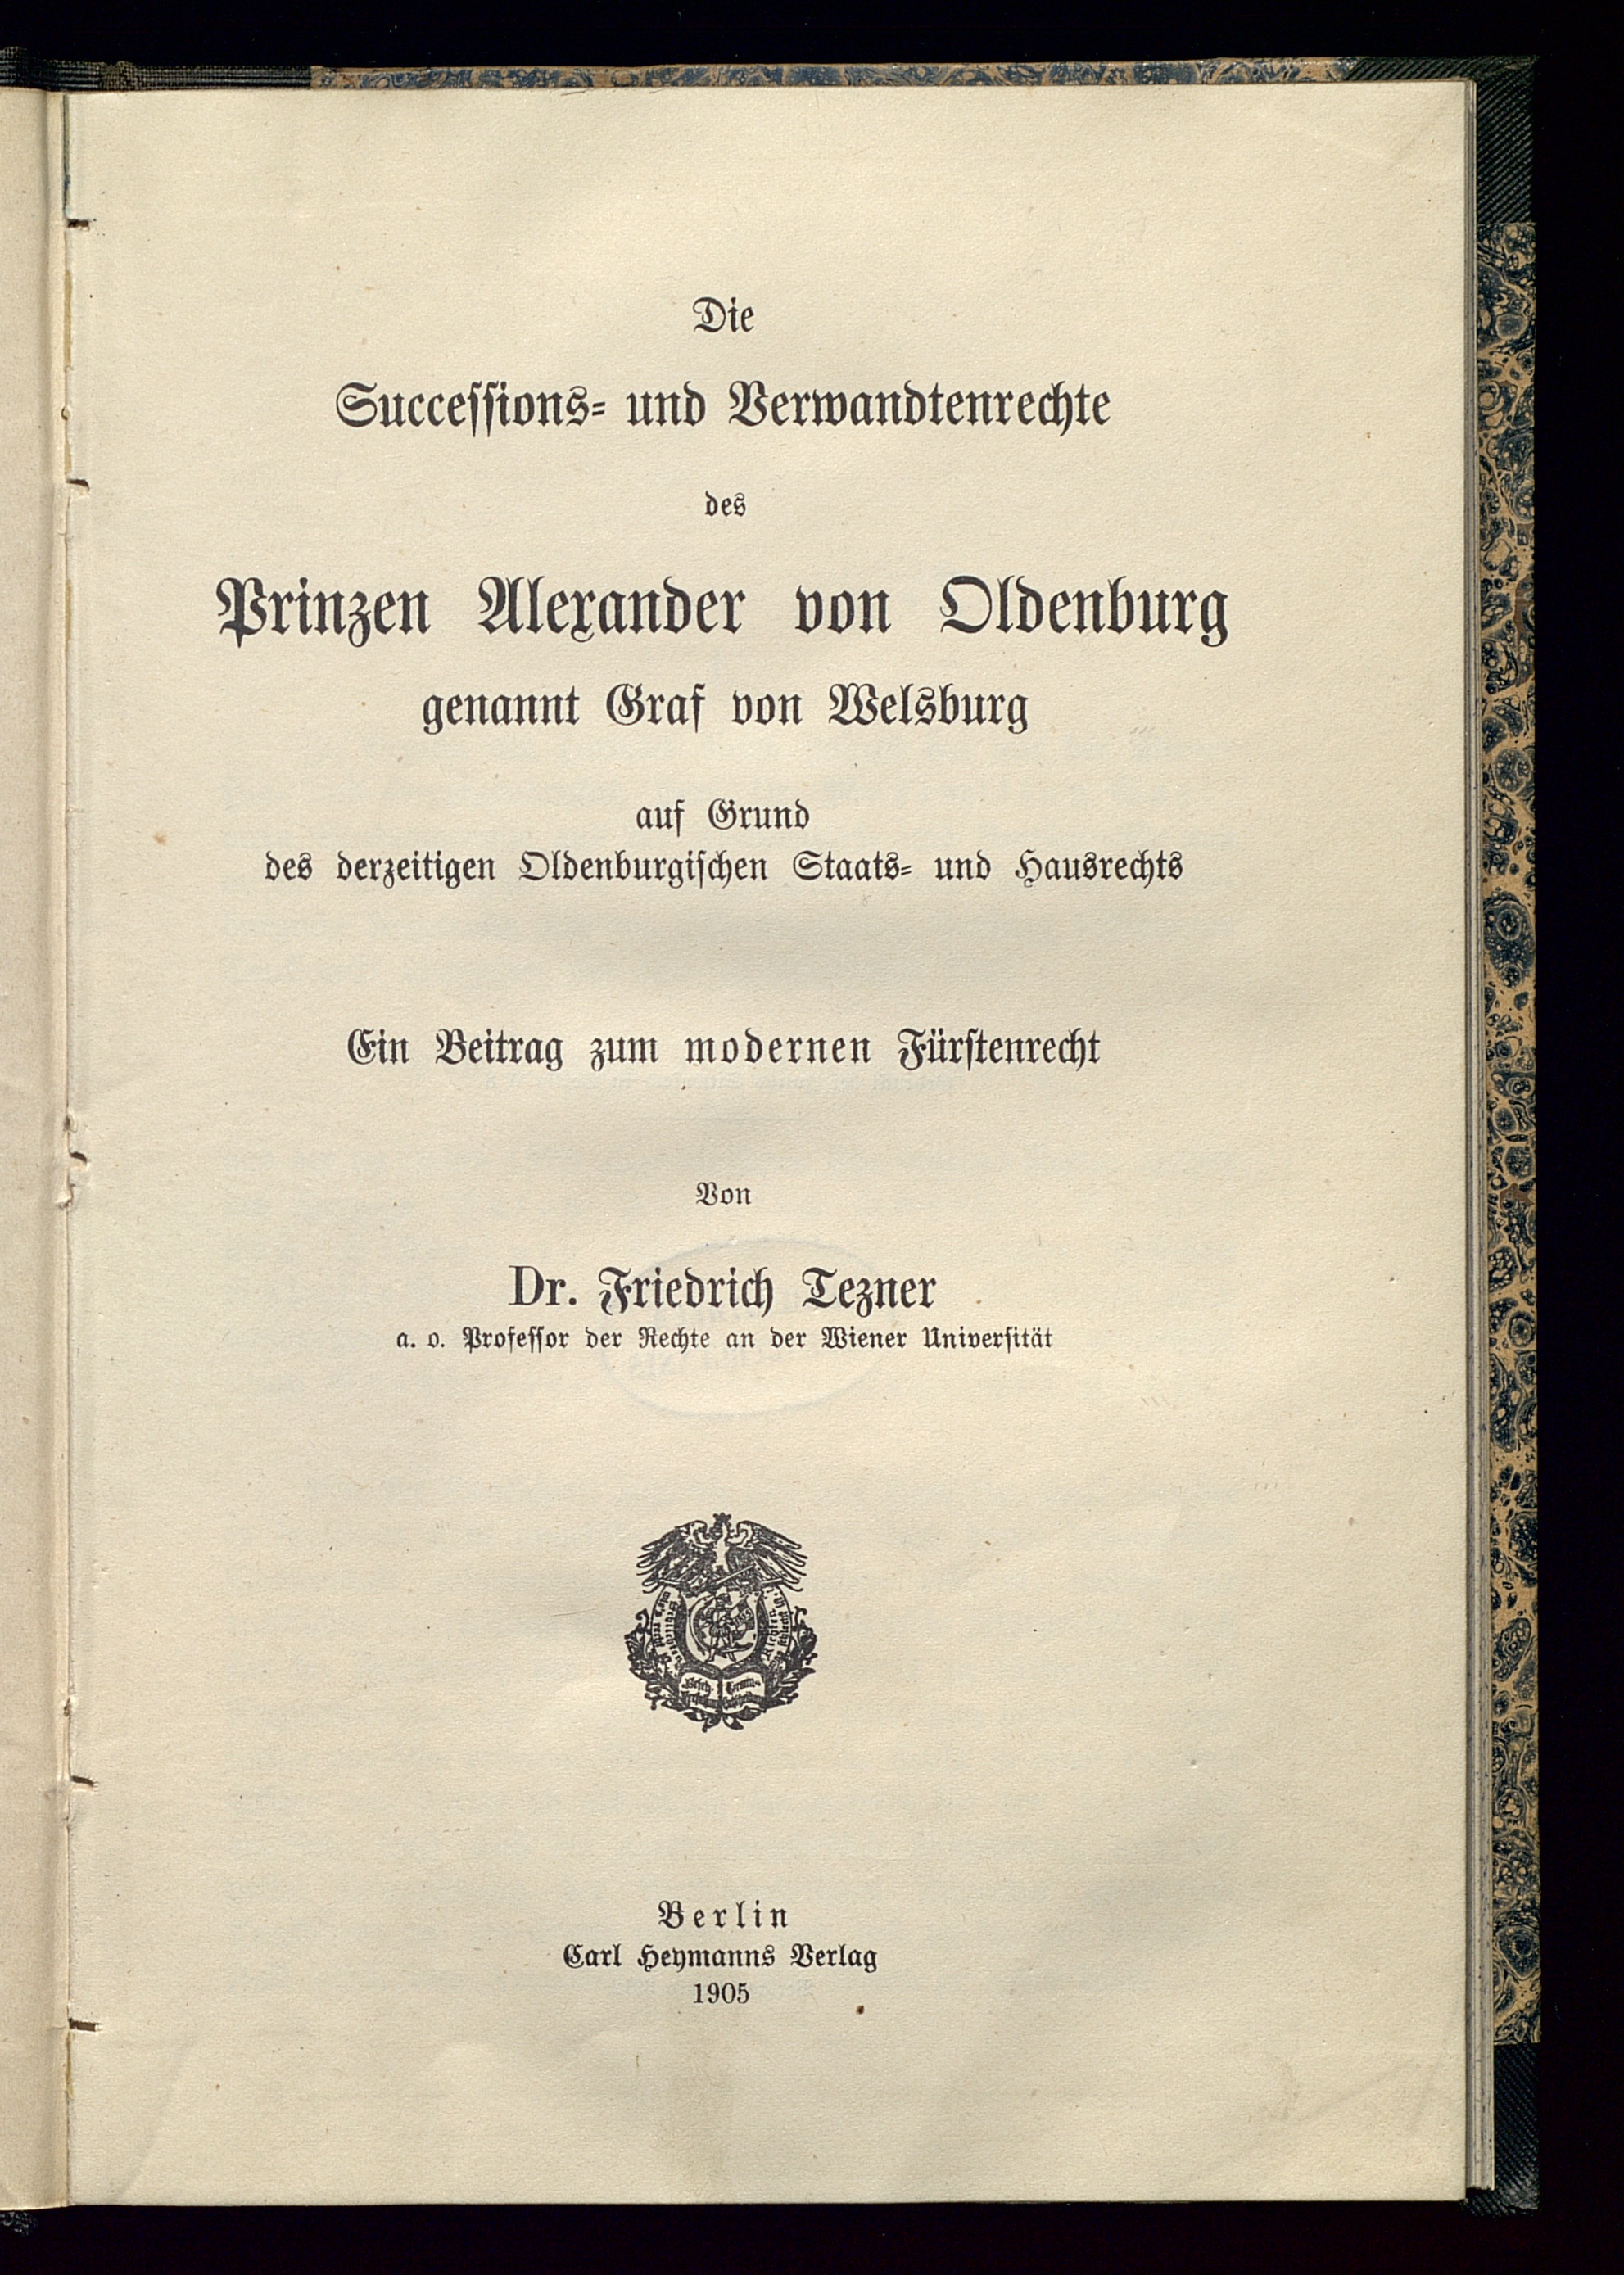 Die
Successions- und Verwandtenrechte
des
Prinzen Alexander von Oldenburg
genannt Graf von Welsburg
auf Grund
des derzeitigen Oldenburgischen Staats- und Hausrechts
Ein Beitrag zum modernen Fürstenrecht
Von
Dr. Friedrich Tezner
a. o. Professor der Rechte an der Wiener Universität
Berlin
Carl Heymanns Verlag
1905